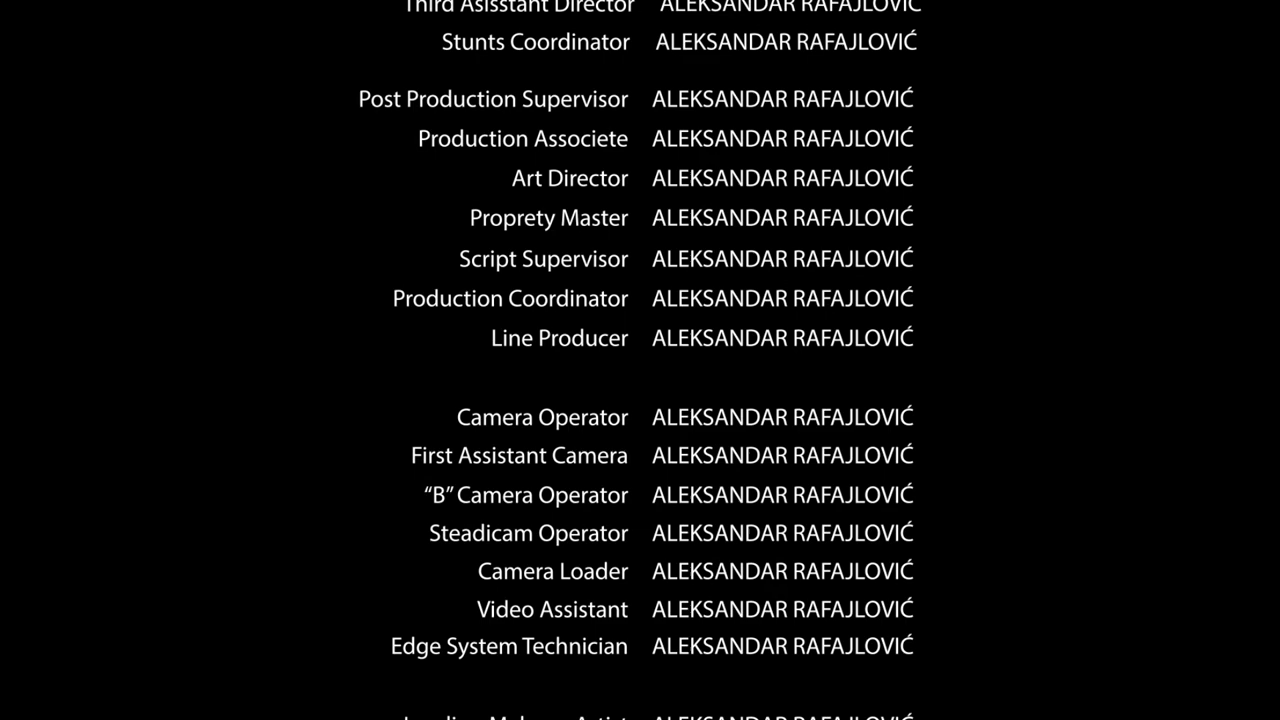 Third Asisstant Director ALEKSANDAR RAFAJLOVIĆ
Stunts Coordinator ALEKSANDAR RAFAJLOVIĆ
Post Production Supervisor ALEKSANDAR RAFAJLOVIĆ
Production Associete ALEKSANDAR RAFAJLOVIĆ
Art Director ALEKSANDAR RAFAJLOVIĆ
Proprety Master ALEKSANDAR RAFAJLOVIĆ
Script Supervisor ALEKSANDAR RAFAJLOVIĆ
Production Coordinator ALEKSANDAR RAFAJLOVIĆ
Line Producer ALEKSANDAR RAFAJLOVIĆ
Camera Operator ALEKSANDAR RAFAJLOVIĆ
First Assistant Camera ALEKSANDAR RAFAJLOVIĆ
“B” Camera Operator ALEKSANDAR RAFAJLOVIĆ
Steadicam Operator ALEKSANDAR RAFAJLOVIĆ
Camera Loader ALEKSANDAR RAFAJLOVIĆ
Video Assistant ALEKSANDAR RAFAJLOVIĆ
Edge System Technician ALEKSANDAR RAFAJLOVIĆ